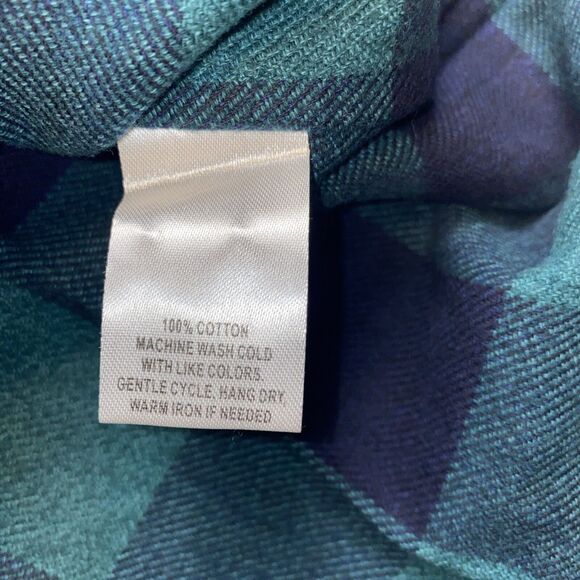 100% COTTON
MACHINE WASH COLD
WITH LIKE COLORS.
GENTLE CYCLE, HANG DRY
WARM IRON IF NEEDED